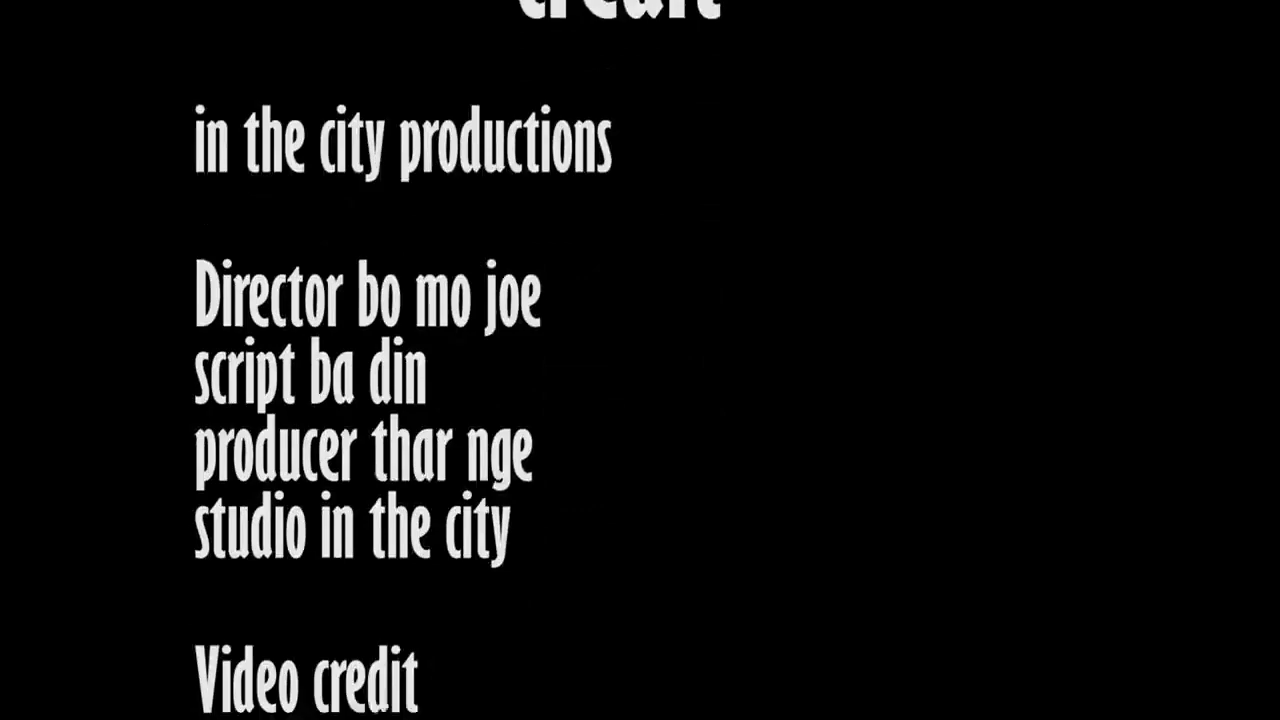 credit
in the city productions
Director bo mo joe
script ba din
producer thar nge
studio in the city
Video credit